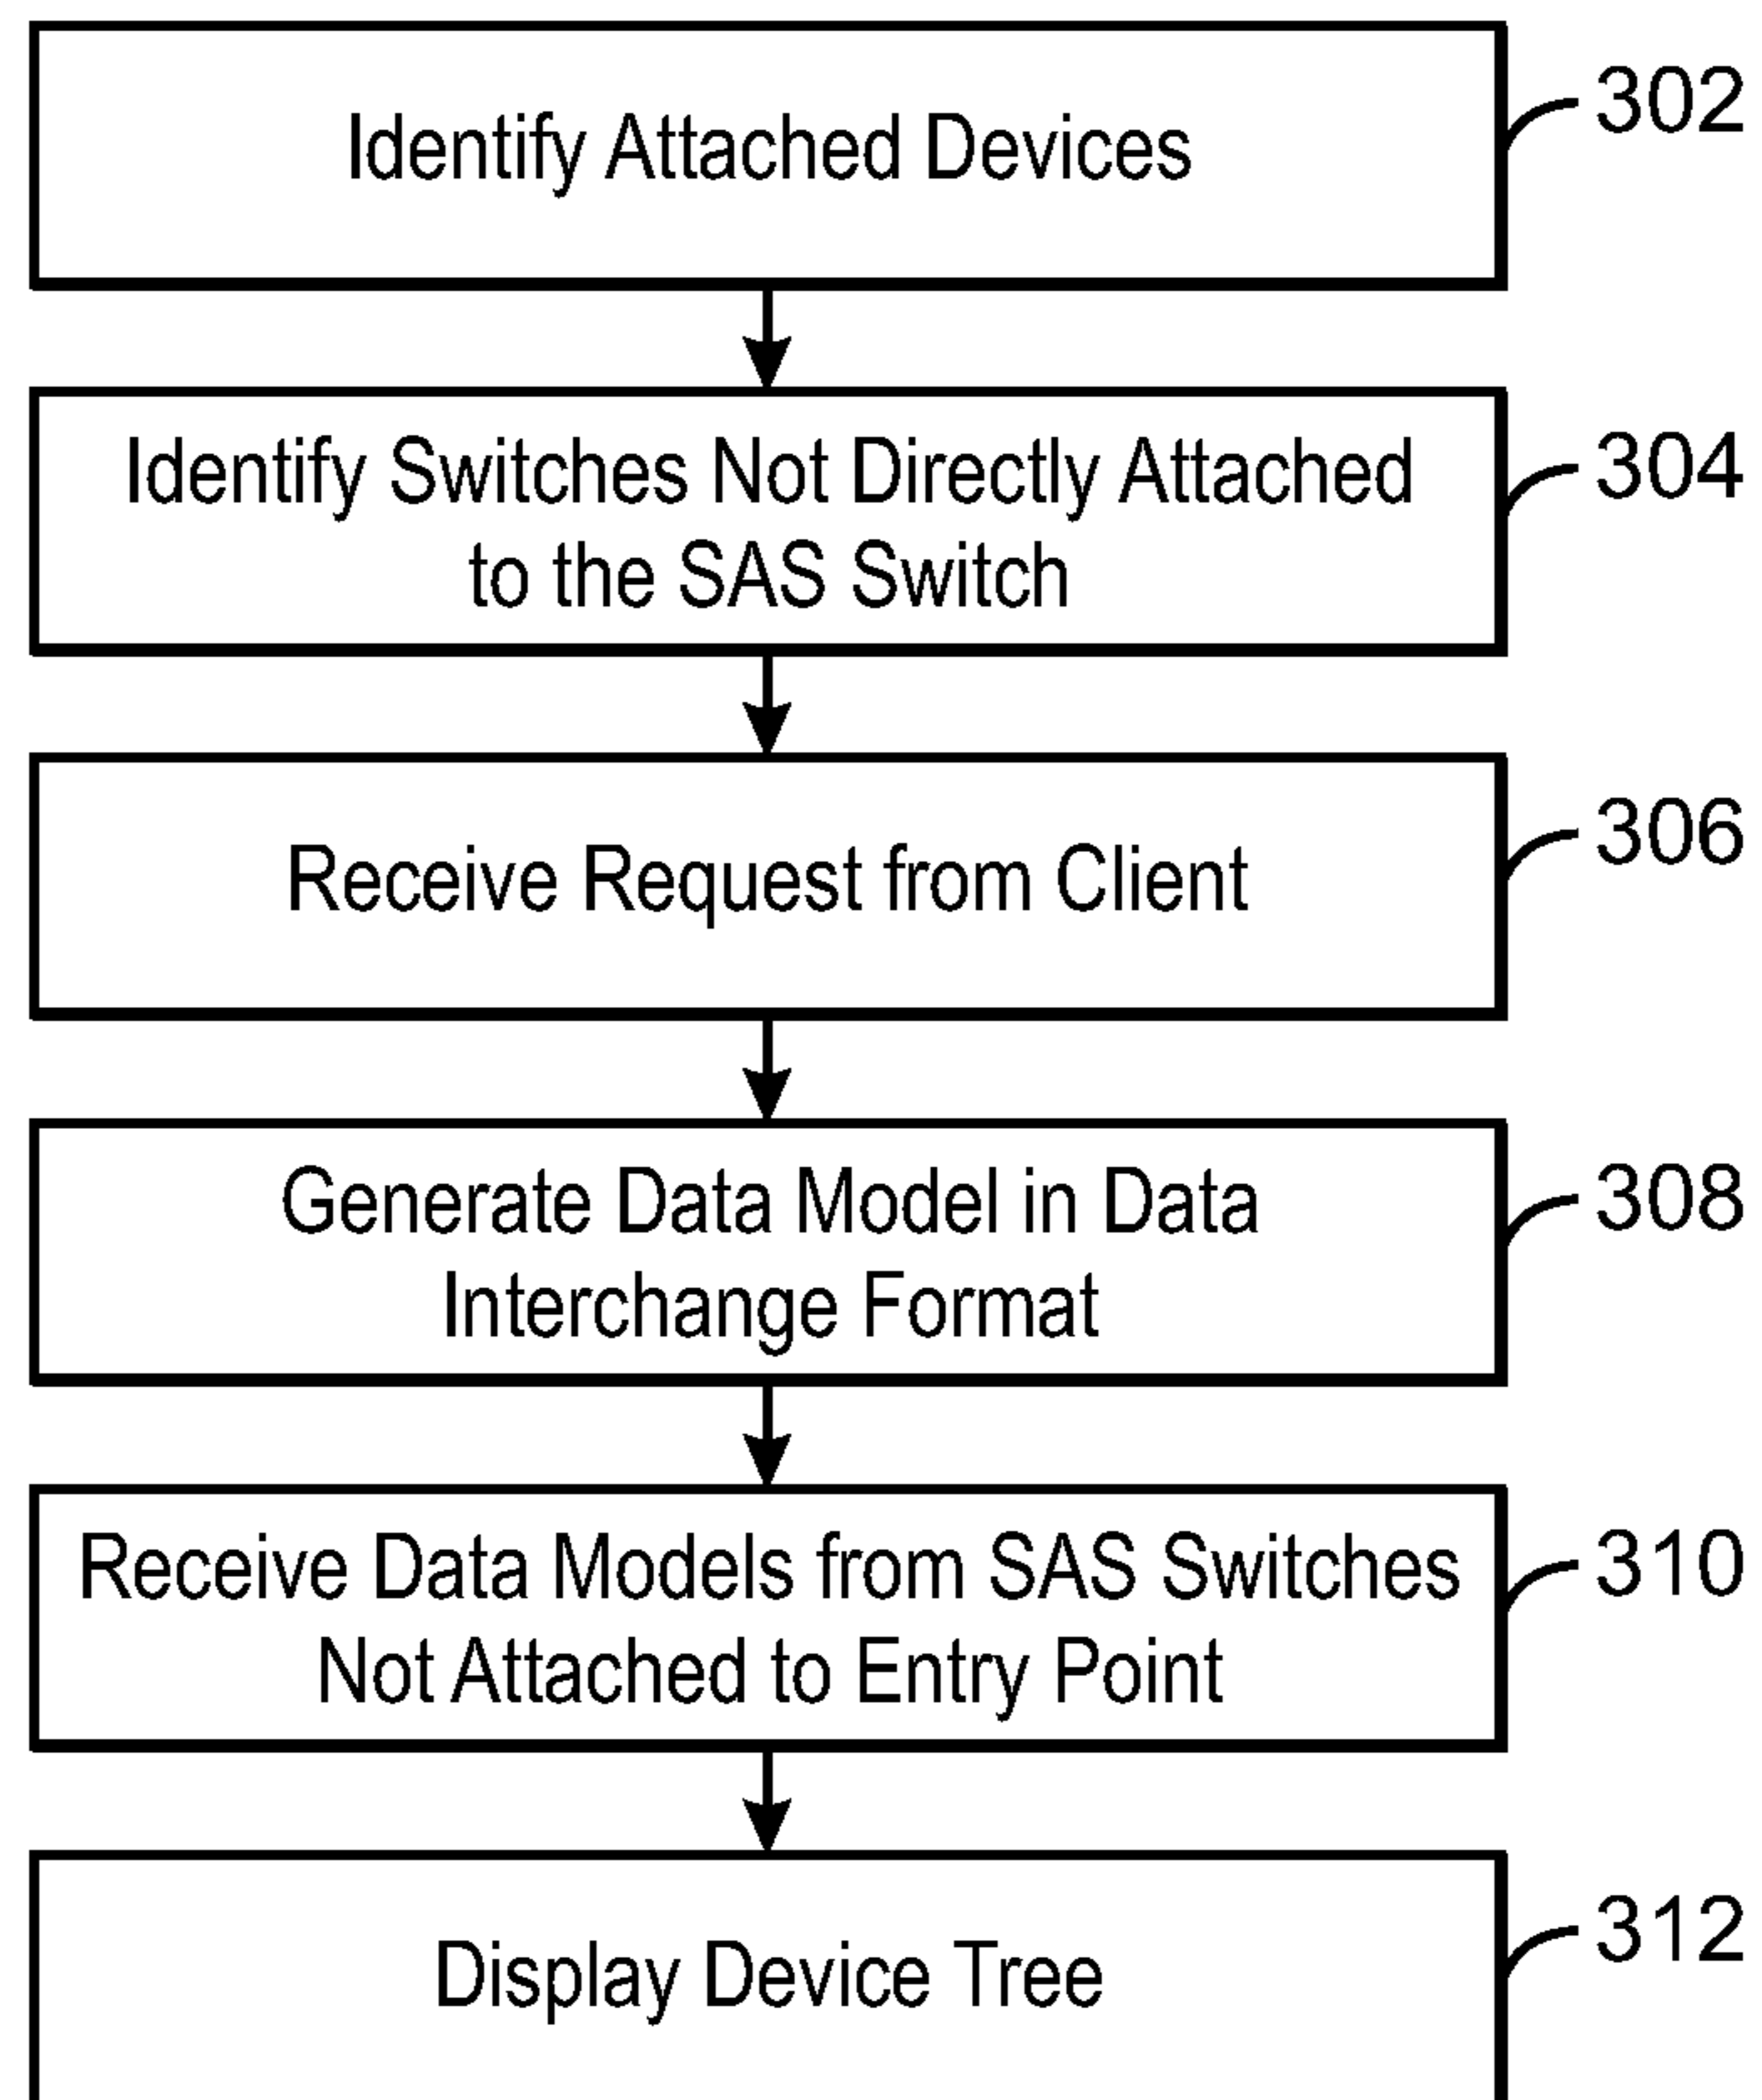 Identify Attached Devices
302
Identify Switches Not Directly Attached
to the SAS Switch
304
Receive Request from Client
306
Generate Data Model in Data
Interchange Format
308
Receive Data Models from SAS Switches
Not Attached to Entry Point
310
Display Device Tree
312